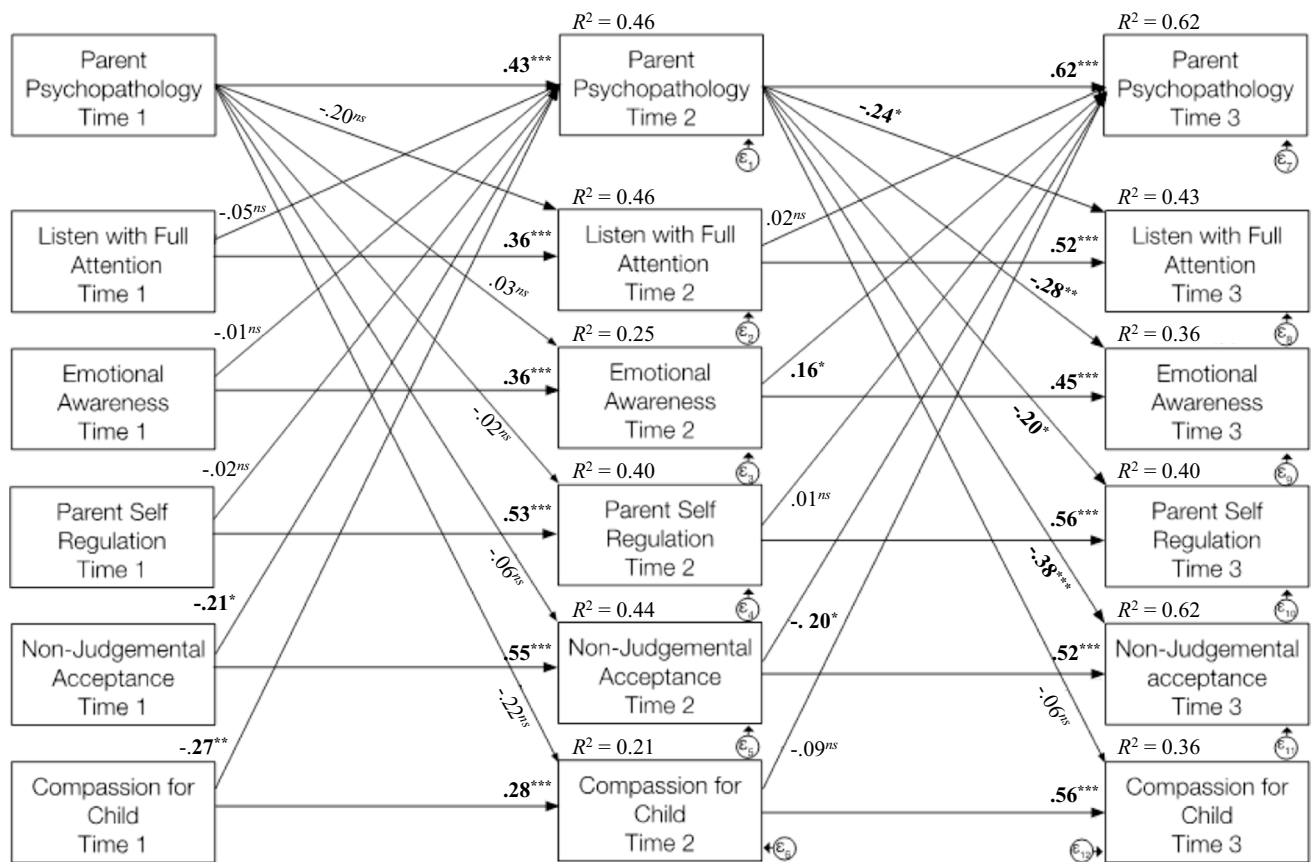 R² = 0.46
R² = 0.62
Parent
Psychopathology
Time 1
.43***
Parent
Psychopathology
Time 2
.62***
Parent
Psychopathology
Time 3
-.20ns
-.24*
ε1
ε7
R² = 0.46
R² = 0.43
-.05ns
.02ns
Listen with Full
Attention
Time 1
.36***
Listen with Full
Attention
Time 2
.52***
Listen with Full
Attention
Time 3
.03ns
-.28**
ε2
ε8
-.01ns
R² = 0.25
R² = 0.36
Emotional
Awareness
Time 1
.36***
Emotional
Awareness
Time 2
.16*
.45***
Emotional
Awareness
Time 3
-.02ns
-.20*
ε3
ε9
-.02ns
R² = 0.40
R² = 0.40
Parent Self
Regulation
Time 1
.53***
Parent Self
Regulation
Time 2
.01ns
.56***
Parent Self
Regulation
Time 3
-.06ns
-.38***
ε4
ε10
-.21*
R² = 0.44
-. 20*
R² = 0.62
Non-Judgemental
Acceptance
Time 1
.55***
Non-Judgemental
Acceptance
Time 2
.52***
Non-Judgemental
acceptance
Time 3
-.22ns
-.06ns
ε5
ε11
-.27**
R² = 0.21
-.09ns
R² = 0.36
Compassion for
Child
Time 1
.28***
Compassion for
Child
Time 2
.56***
Compassion for
Child
Time 3
ε6
ε12